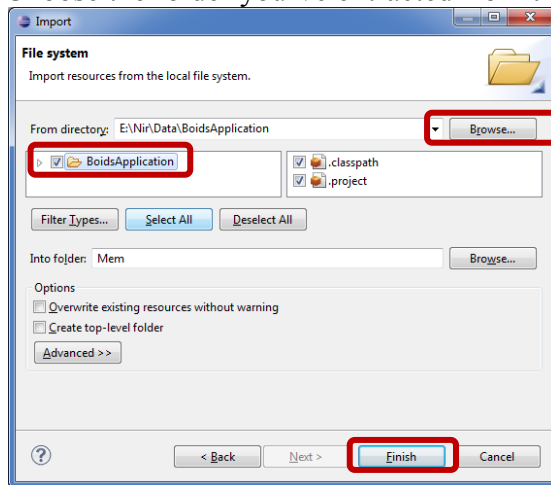 Import
File system
Import resources from the local file system.
From directory: E:\Nir\Data\BoidsApplication Browse...
BoidsApplication
.classpath
.project
Filter Types... Select All Deselect All
Into folder: Mem Browse...
Options
Overwrite existing resources without warning
Create top-level folder
Advanced >>
< Back Next > Finish Cancel